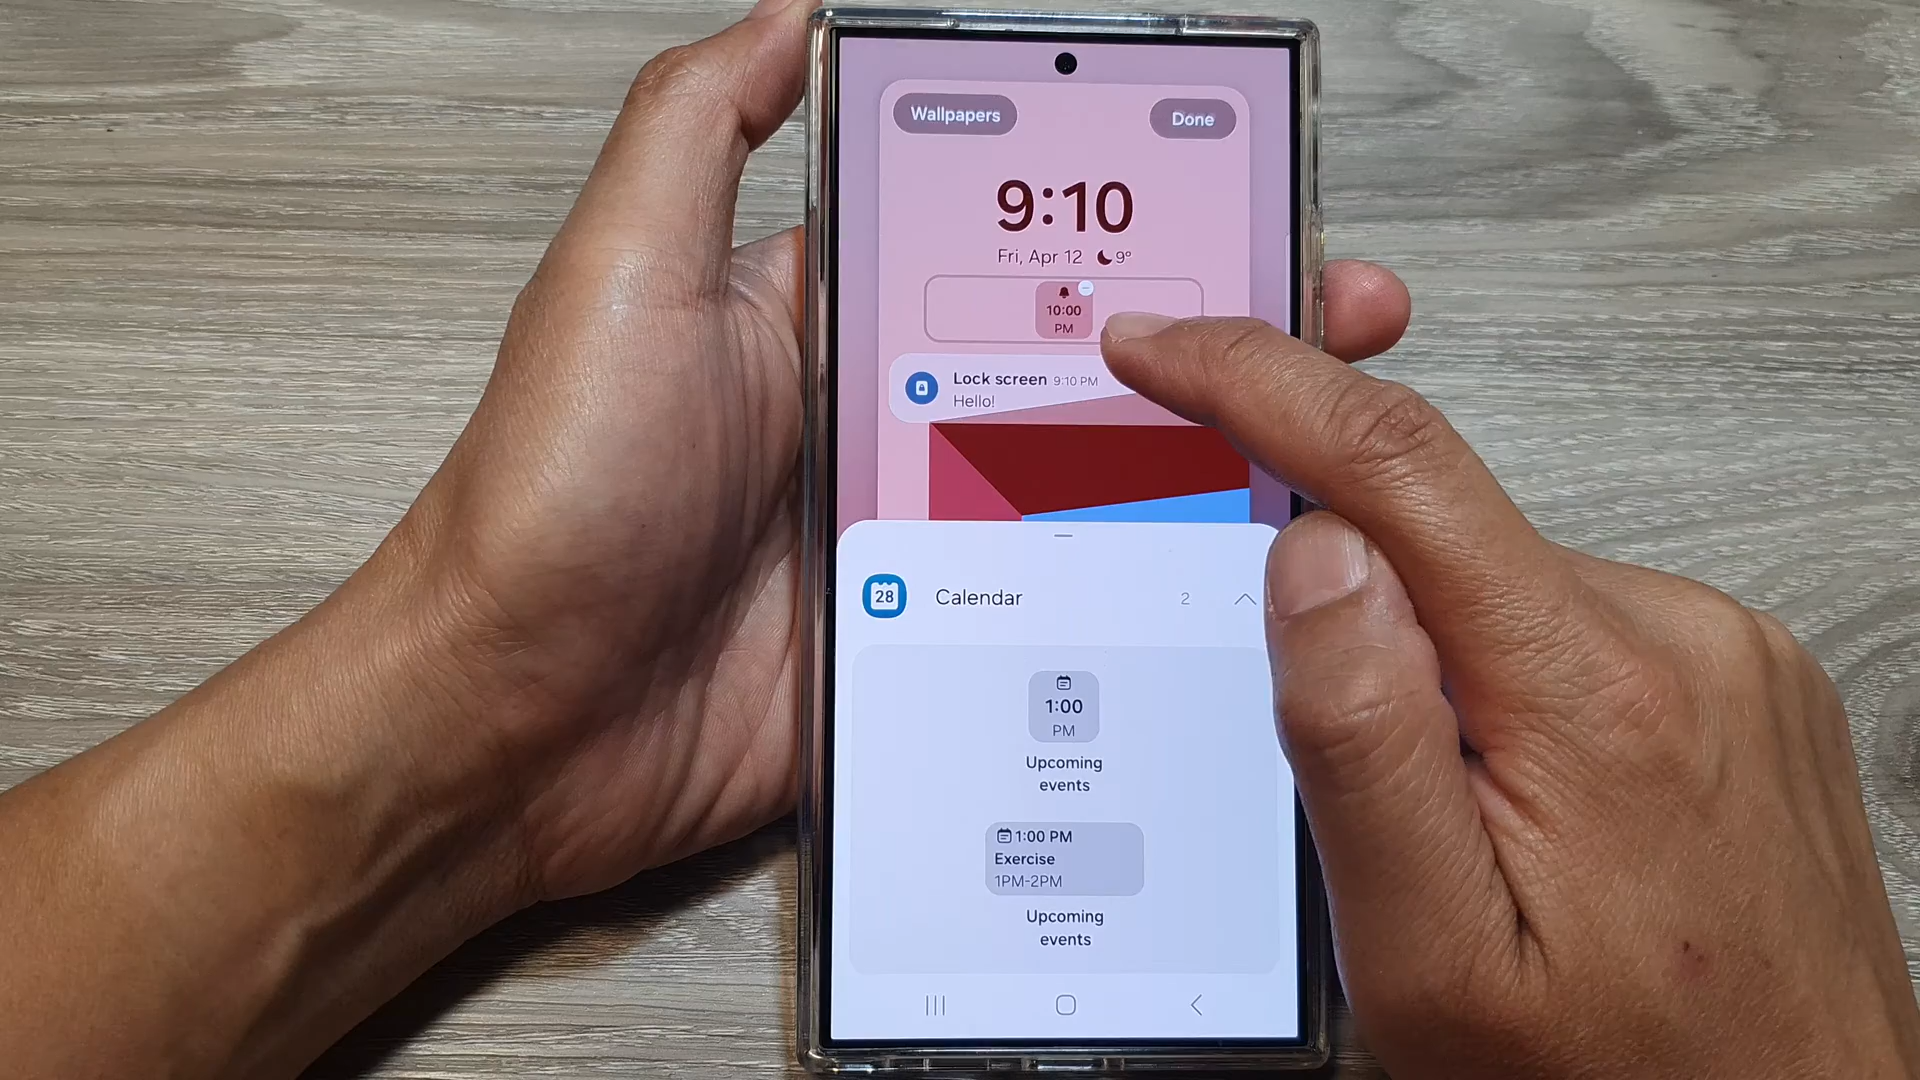 Wallpapers
Done
9:10
Fri, Apr 12 9°
10:00
PM
Lock screen 9:10 PM
Hello!
28
Calendar
2
1:00
PM
Upcoming
events
1:00 PM
Exercise
1PM-2PM
Upcoming
events